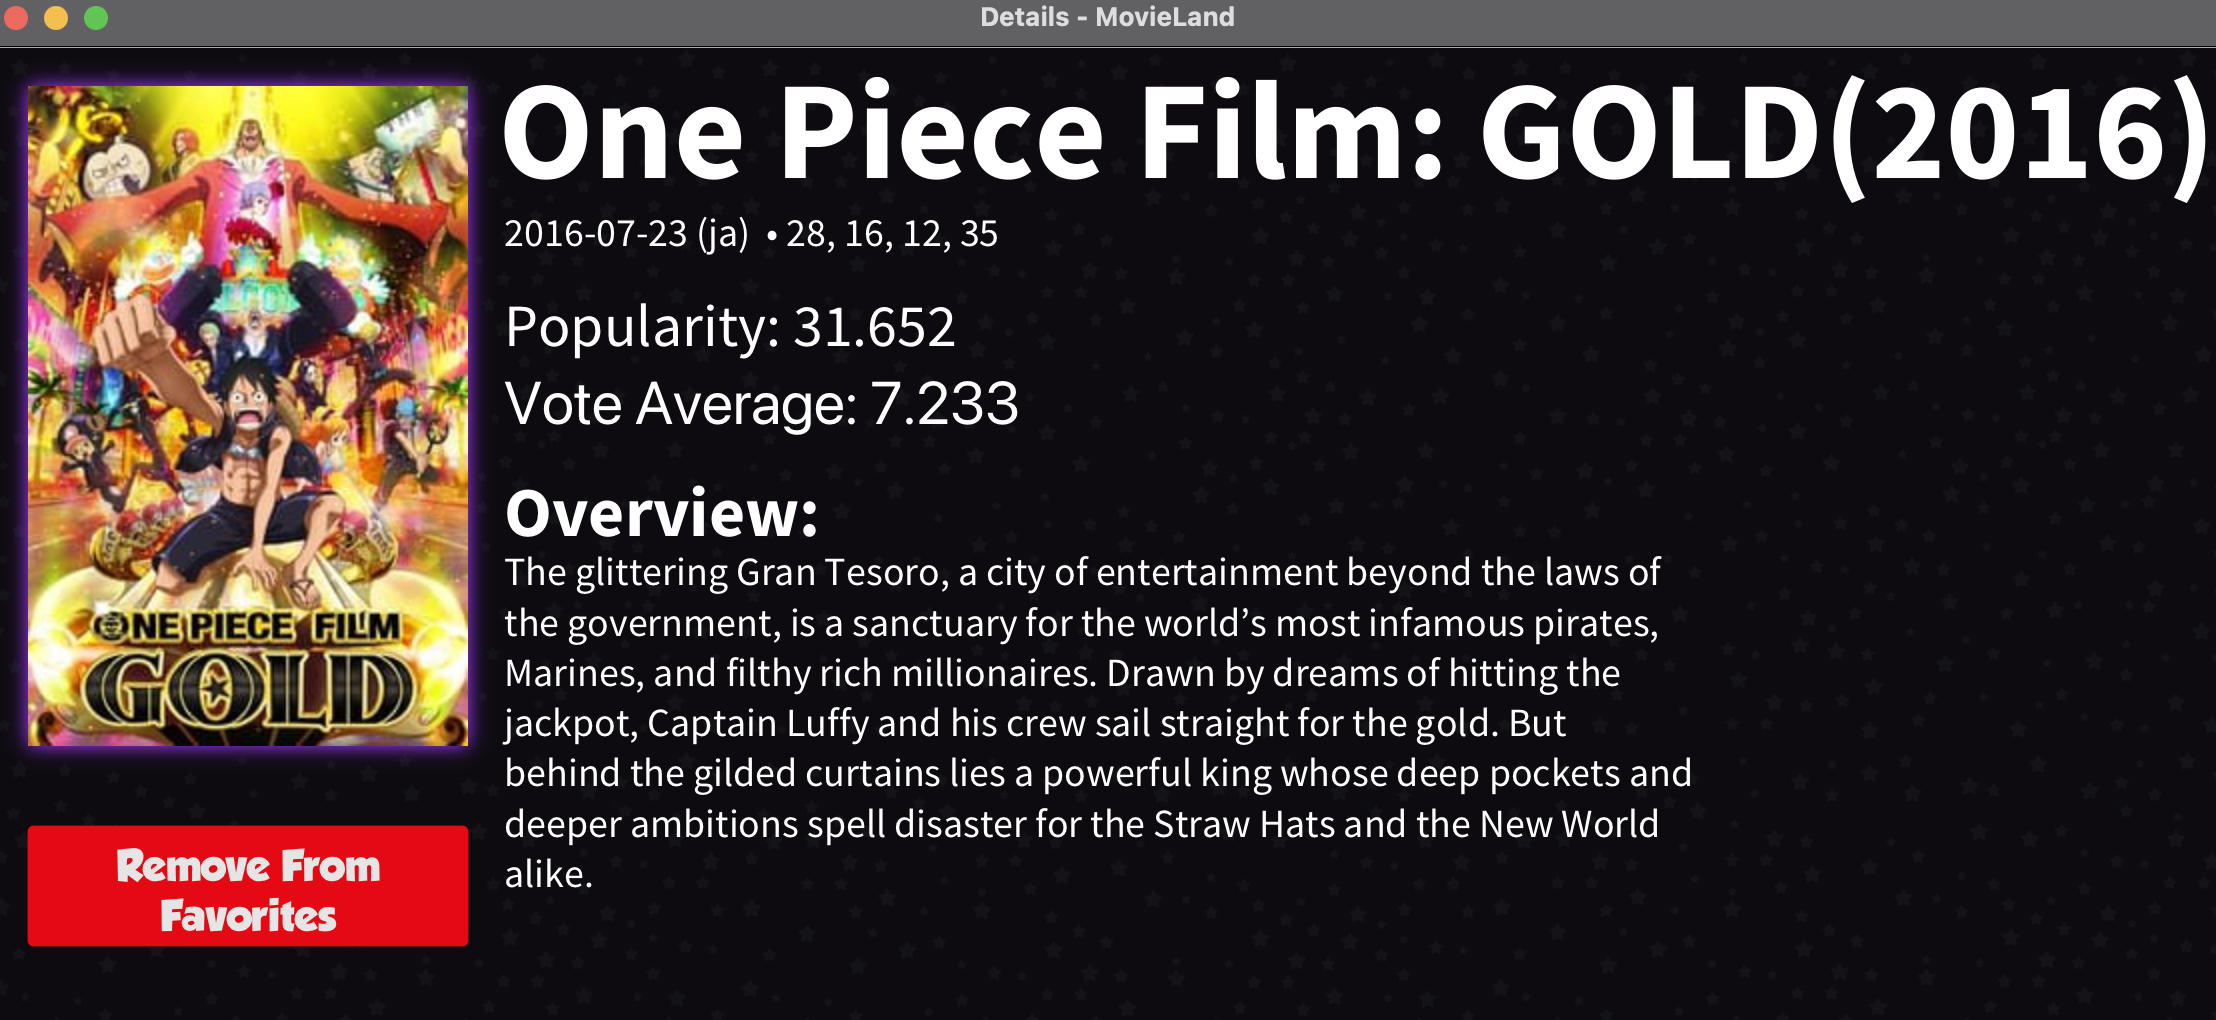 Details - MovieLand
One Piece Film: GOLD(2016)
2016-07-23 (ja) • 28, 16, 12, 35
Popularity: 31.652
Vote Average: 7.233
Overview:
The glittering Gran Tesoro, a city of entertainment beyond the laws of
the government, is a sanctuary for the world’s most infamous pirates,
Marines, and filthy rich millionaires. Drawn by dreams of hitting the
jackpot, Captain Luffy and his crew sail straight for the gold. But
behind the gilded curtains lies a powerful king whose deep pockets and
deeper ambitions spell disaster for the Straw Hats and the New World
alike.
ONE PIECE FILM
GOLD
Remove From
Favorites